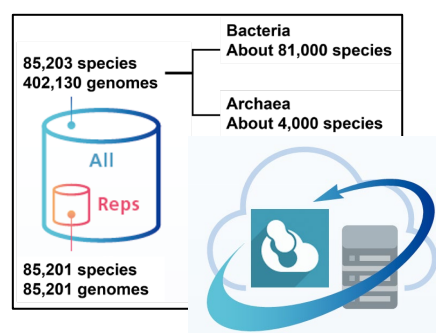 Bacteria
About 81,000 species
85,203 species
402,130 genomes
Archaea
About 4,000 species
All
Reps
85,201 species
85,201 genomes